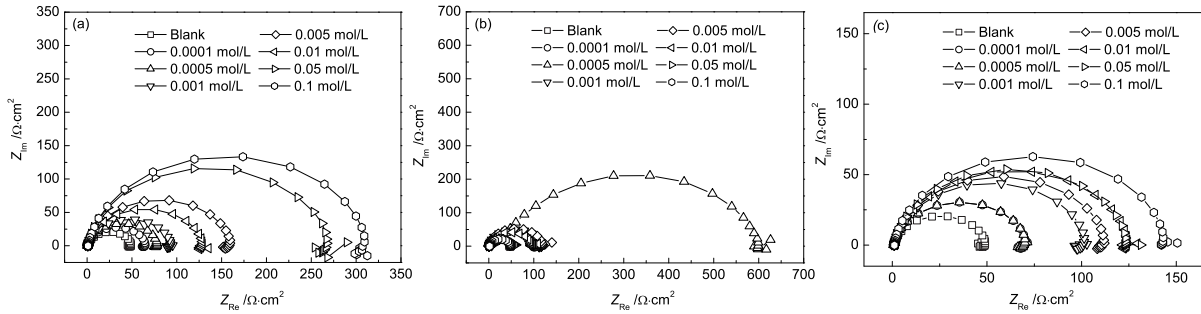 (a)
Blank
0.0001 mol/L
0.0005 mol/L
0.001 mol/L
0.005 mol/L
0.01 mol/L
0.05 mol/L
0.1 mol/L
350
300
250
200
150
100
50
0
Z_Im /Ω·cm²
0 50 100 150 200 250 300 350
Z_Re /Ω·cm²
(b)
Blank
0.0001 mol/L
0.0005 mol/L
0.001 mol/L
0.005 mol/L
0.01 mol/L
0.05 mol/L
0.1 mol/L
700
600
500
400
300
200
100
0
Z_Im /Ω·cm²
0 100 200 300 400 500 600 700
Z_Re /Ω·cm²
(c)
Blank
0.0001 mol/L
0.0005 mol/L
0.001 mol/L
0.005 mol/L
0.01 mol/L
0.05 mol/L
0.1 mol/L
150
100
50
0
Z_Im /Ω·cm²
0 50 100 150
Z_Re /Ω·cm²